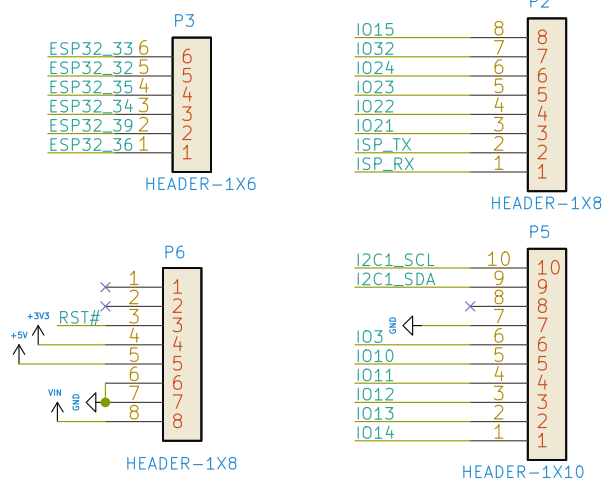 P3
ESP32_33 6 6
ESP32_32 5 5
ESP32_35 4 4
ESP32_34 3 3
ESP32_39 2 2
ESP32_36 1 1
HEADER-1X6
P2
IO15 8 8
IO32 7 7
IO24 6 6
IO23 5 5
IO22 4 4
IO21 3 3
ISP_TX 2 2
ISP_RX 1 1
HEADER-1X8
P6
1 1
2 2
RST# 3 3
+3V3 4 4
+5V 5 5
6 6
GND 7 7
VIN 8 8
HEADER-1X8
P5
I2C1_SCL 10 10
I2C1_SDA 9 9
8 8
GND 7 7
IO3 6 6
IO10 5 5
IO11 4 4
IO12 3 3
IO13 2 2
IO14 1 1
HEADER-1X10